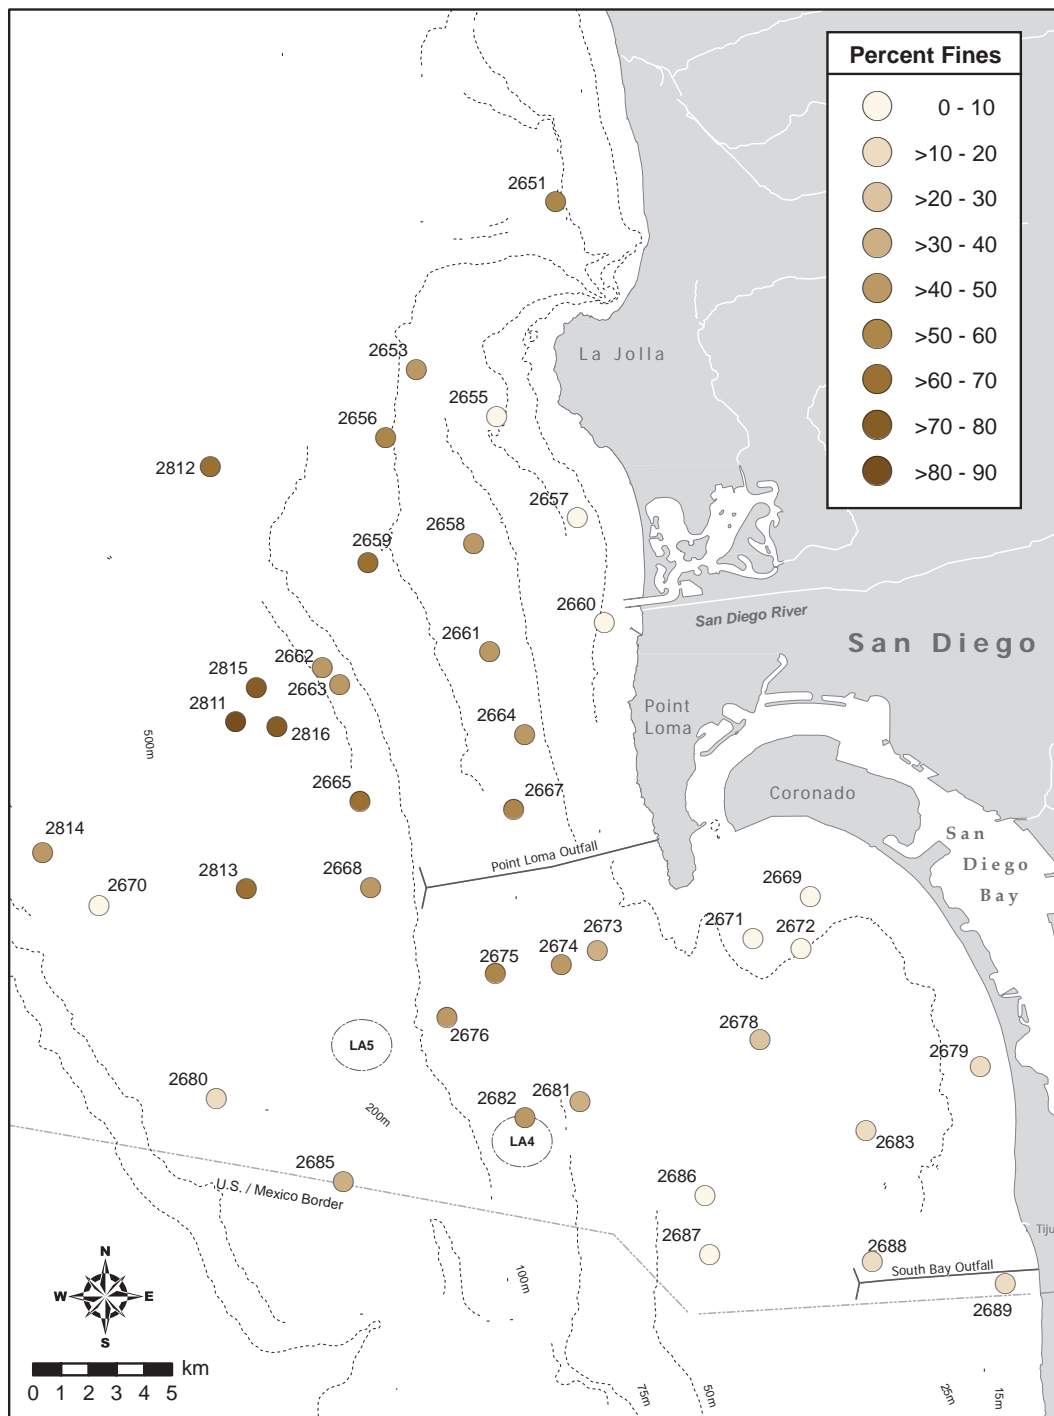 Percent Fines
0 - 10
>10 - 20
>20 - 30
>30 - 40
>40 - 50
>50 - 60
>60 - 70
>70 - 80
>80 - 90
2651
La Jolla
2653
2655
2656
2812
2657
2658
2659
2660
San Diego River
San Diego
2661
2662
2815
2663
2811
2816
2664
Point
Loma
500m
2665
2667
Coronado
2814
Point Loma Outfall
San
Diego
Bay
2813
2668
2670
2669
2671
2672
2673
2674
2675
2676
2678
LA5
2679
2680
200m
2681
2682
LA4
2683
2685
U.S. / Mexico Border
2686
2687
2688
South Bay Outfall
2689
Tiju
100m
N
W
E
S
km
0 1 2 3 4 5
75m
50m
25m
15m